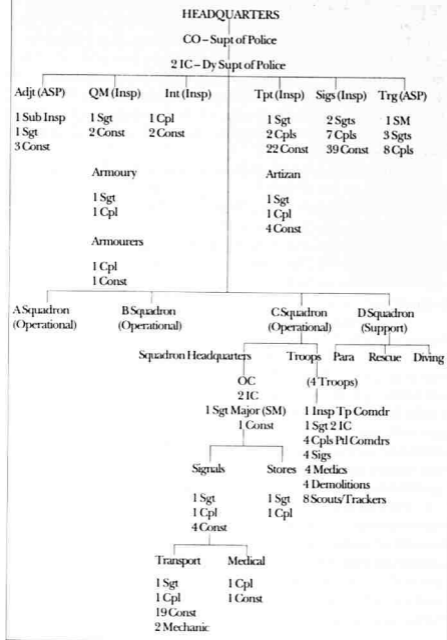 HEADQUARTERS
CO – Supt of Police
2 IC – Dy Supt of Police
Adjt (ASP)
1 Sub Insp
1 Sgt
3 Const
QM (Insp)
1 Sgt
2 Const
Armoury
1 Sgt
1 Cpl
Armourers
1 Cpl
1 Const
Int (Insp)
1 Cpl
2 Const
Tpt (Insp)
1 Sgt
2 Cpls
22 Const
Artizan
1 Sgt
1 Cpl
4 Const
Sigs (Insp)
2 Sgts
7 Cpls
39 Const
Trg (ASP)
1 SM
3 Sgts
8 Cpls
A Squadron
(Operational)
B Squadron
(Operational)
C Squadron
(Operational)
D Squadron
(Support)
Squadron Headquarters
OC
2 IC
1 Sgt Major (SM)
1 Const
Signals
1 Sgt
1 Cpl
4 Const
Stores
1 Sgt
1 Cpl
Transport
1 Sgt
1 Cpl
19 Const
2 Mechanic
Medical
1 Cpl
1 Const
Troops
(4 Troops)
1 Insp Tp Comdr
1 Sgt 2 IC
4 Cpls Ptl Comdrs
4 Sigs
4 Medics
4 Demolitions
8 Scouts/Trackers
Para
Rescue
Diving